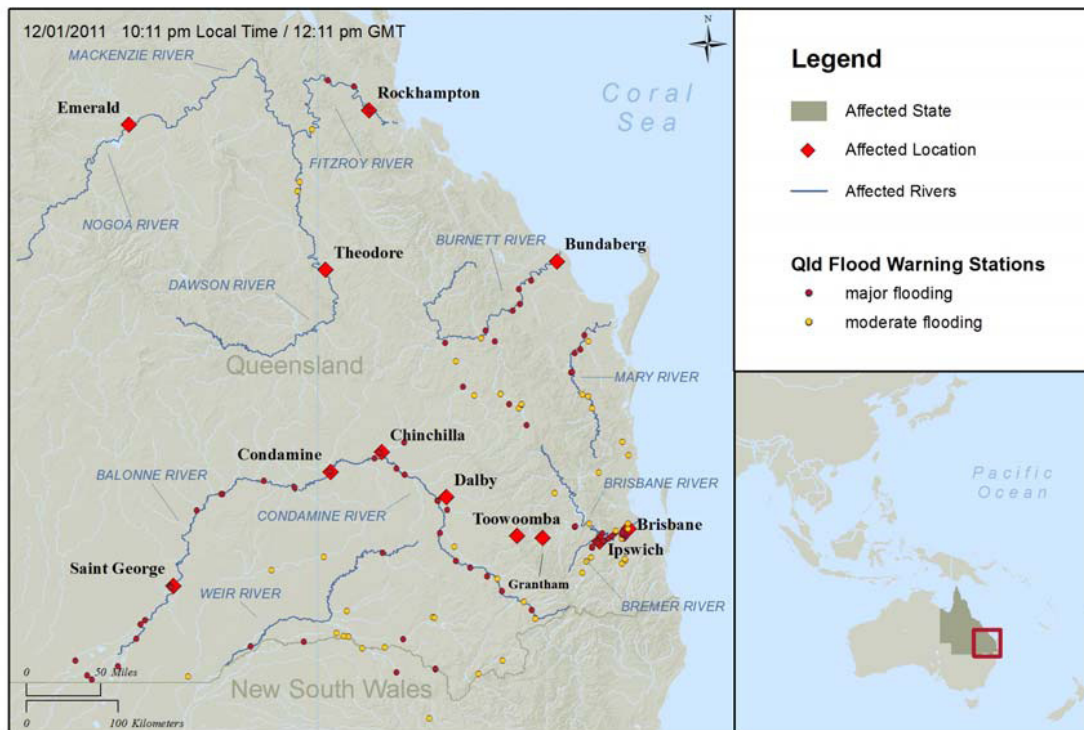 12/01/2011 10:11 pm Local Time / 12:11 pm GMT
N
MACKENZIE RIVER
Emerald
Rockhampton
Coral
Sea
FITZROY RIVER
NOGOA RIVER
Theodore
BURNETT RIVER
Bundaberg
DAWSON RIVER
Queensland
MARY RIVER
Chinchilla
Condamine
BALONNE RIVER
Dalby
BRISBANE RIVER
CONDAMINE RIVER
Toowoomba
Brisbane
Ipswich
Saint George
Grantham
WEIR RIVER
BREMER RIVER
0 50 Miles
New South Wales
0 100 Kilometers
Legend
Affected State
Affected Location
Affected Rivers
Qld Flood Warning Stations
major flooding
moderate flooding
Pacific
Ocean